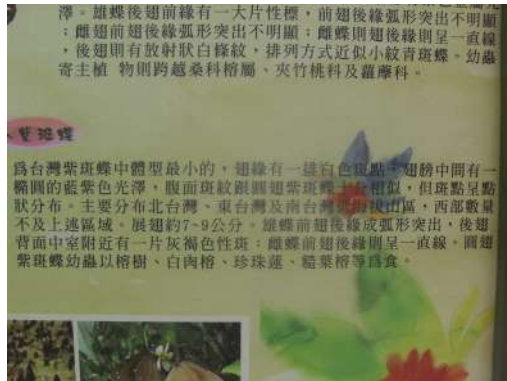 澤。雄蝶後翅前緣有一大片性標，前翅後緣弧形突出不明顯
；雌翅前翅後緣弧形突出不明顯；雌蝶則翅後緣則呈一直線
，後翅則有放射狀白條紋，排列方式近似小紋青斑蝶。幼蟲
寄主植 物則跨越桑科榕屬、夾竹桃科及蘿藦科。
爲台灣紫斑蝶中體型最小的，翅緣有一排白色斑點，翅膀中間有一
橢圓的藍紫色光澤，腹面斑紋跟圓翅紫斑蝶十分相似，但斑點呈點
狀分布。主要分布北台灣、東台灣及南台灣 山區，西部數量
不及上述區域。展翅約7~9公分。雄蝶前翅後緣成弧形突出，後翅
背面中室附近有一片灰褐色性斑；雌蝶前翅後緣則呈一直線。圓翅
紫斑蝶幼蟲以榕樹、白肉榕、珍珠蓮、糙葉榕等爲食。